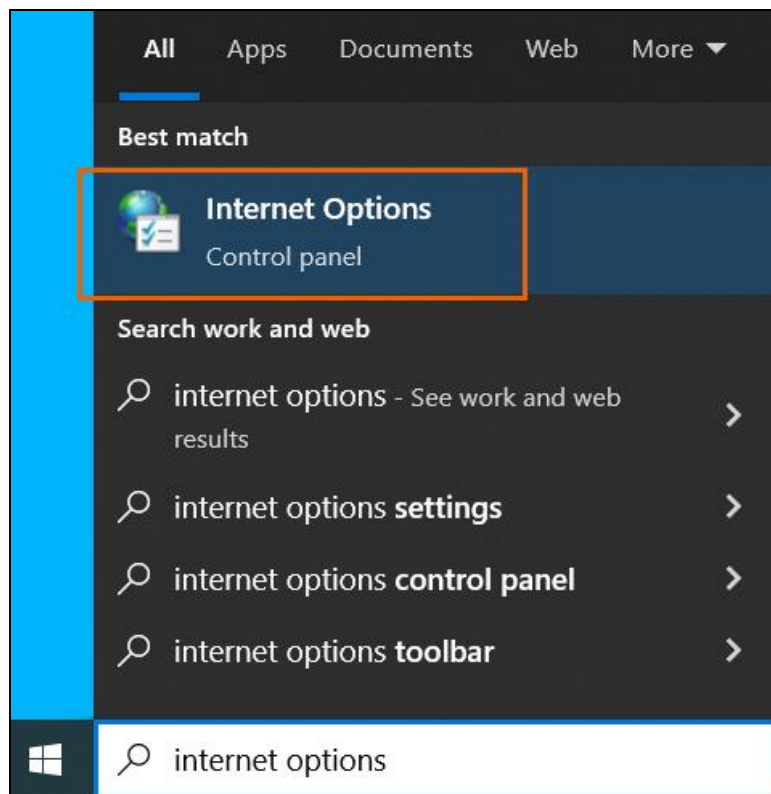 All Apps Documents Web More
Best match
Internet Options
Control panel
Search work and web
internet options - See work and web
results
internet options settings
internet options control panel
internet options toolbar
internet options